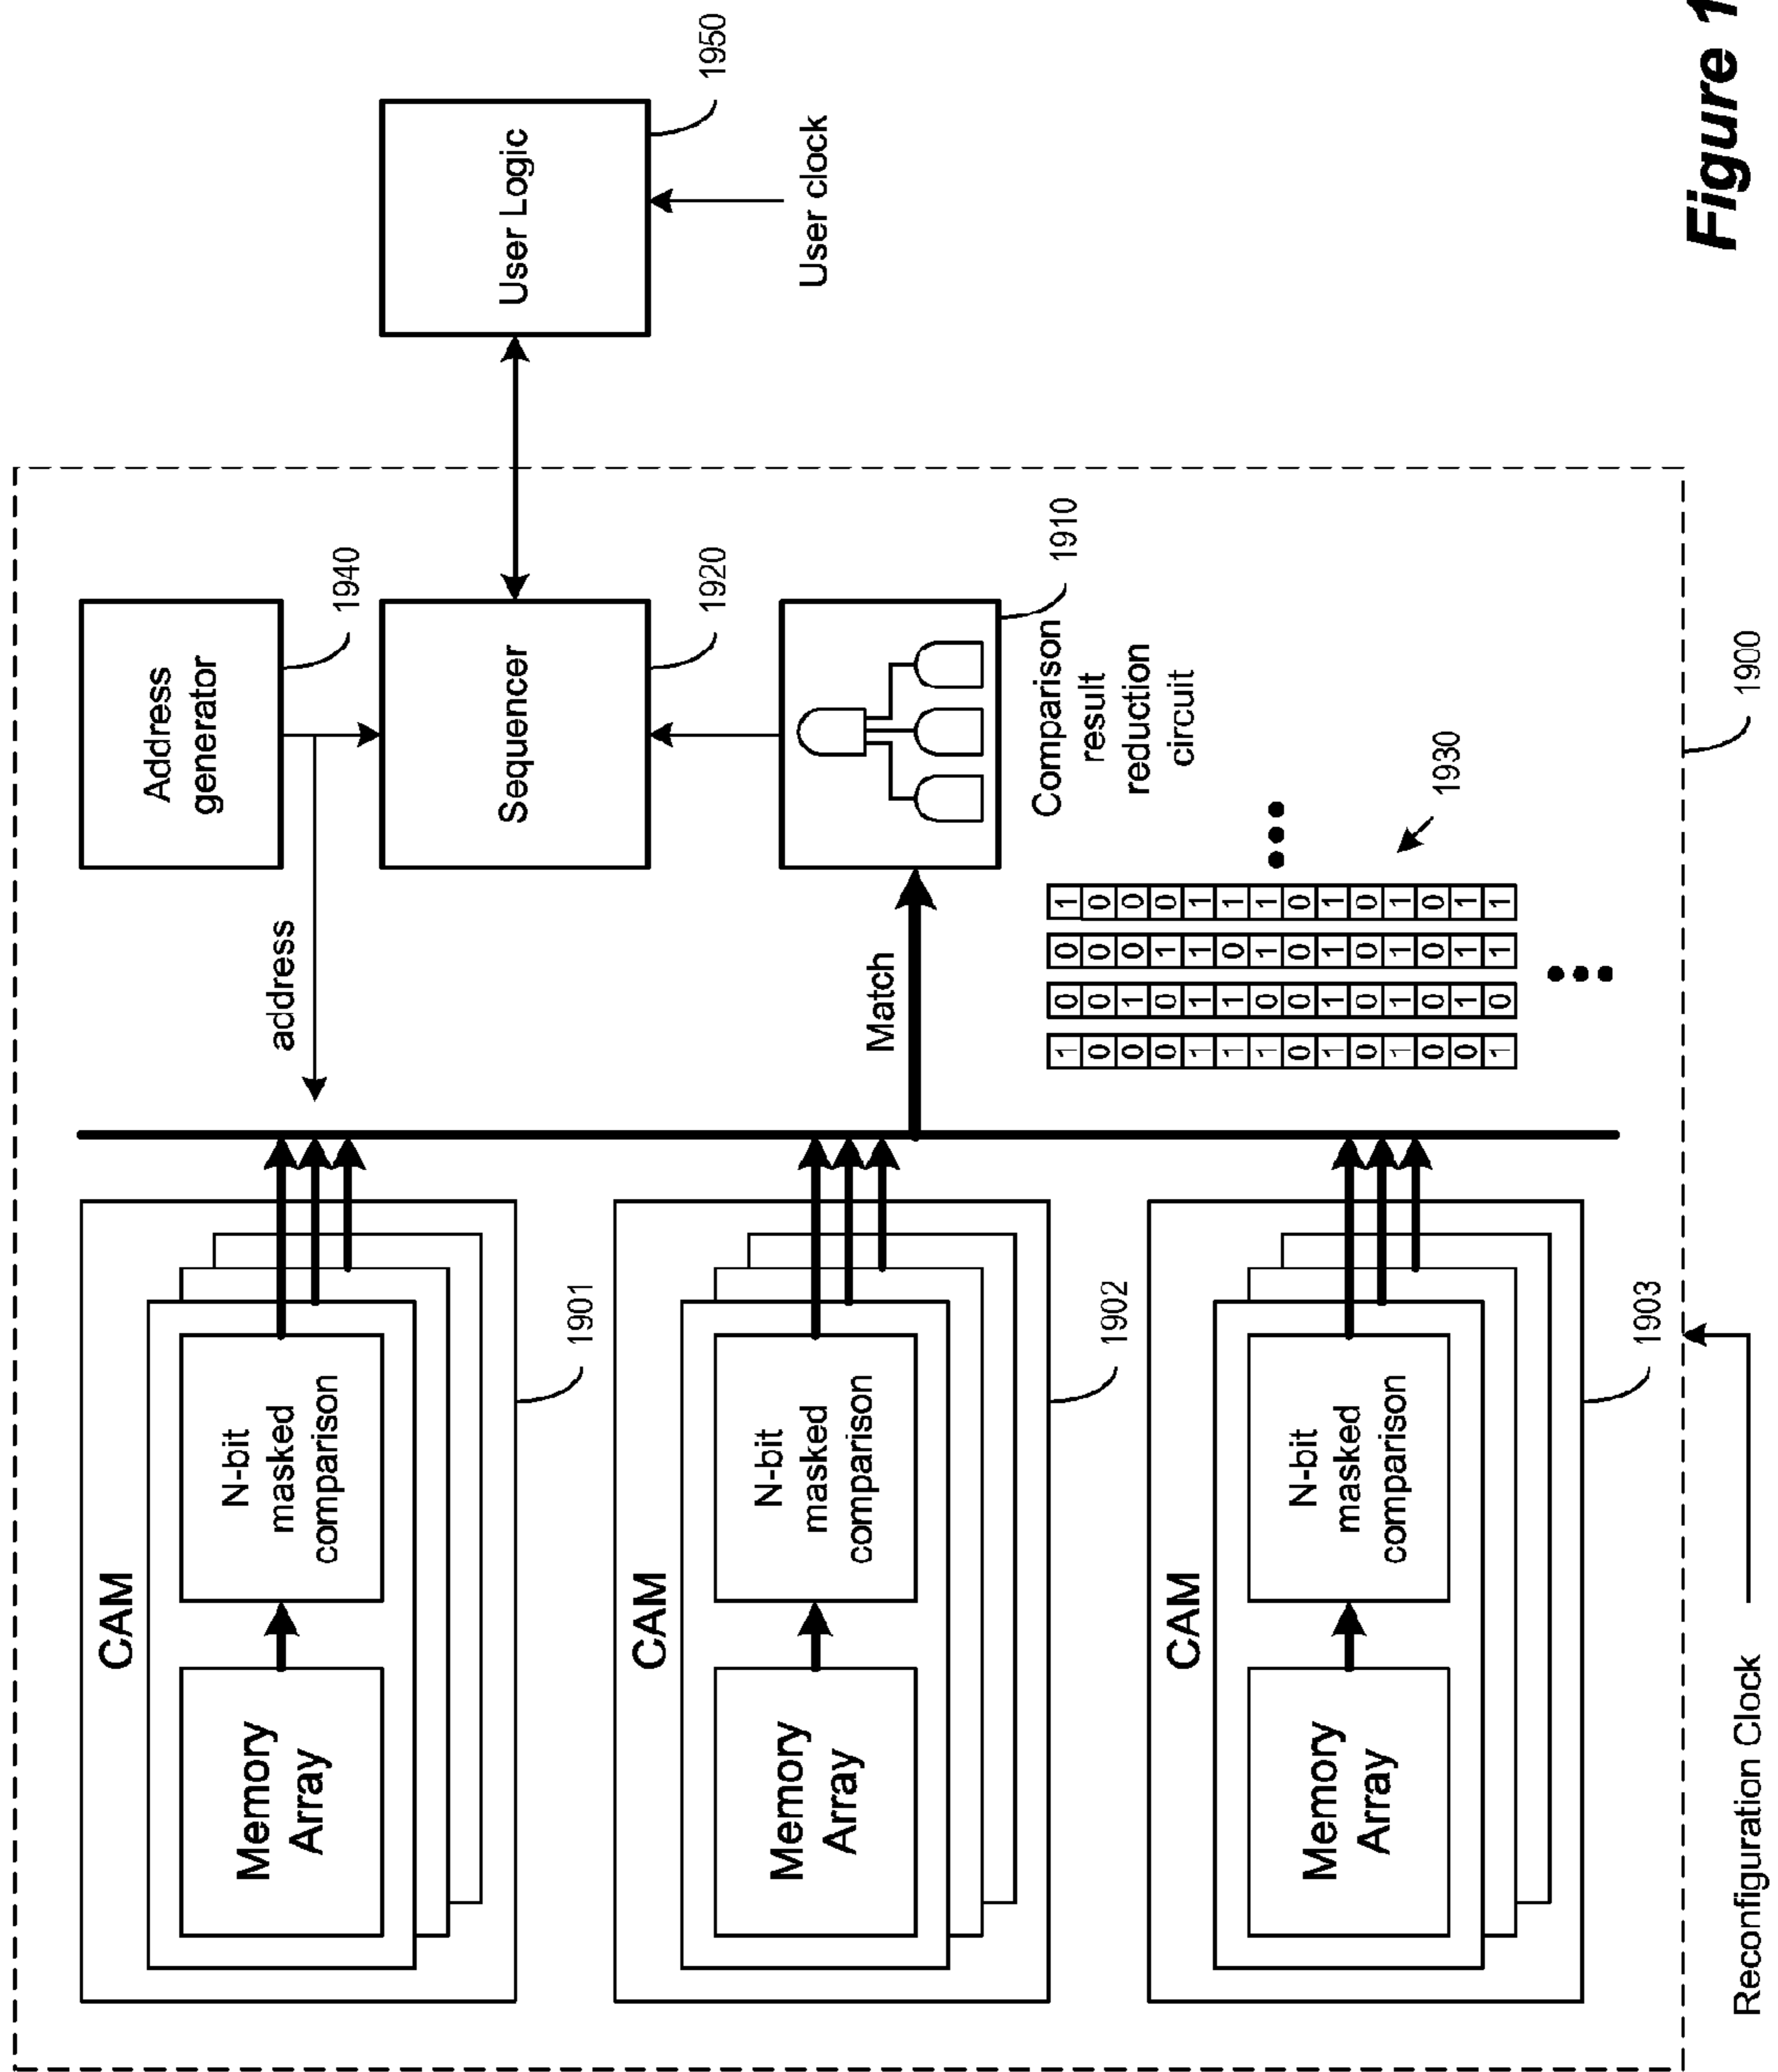 CAM
Memory
Array
N-bit
masked
comparison
1901
address
Address
generator
1940
CAM
Memory
Array
N-bit
masked
comparison
1902
Sequencer
1920
User Logic
1950
User clock
Match
1910
Comparison
result
reduction
circuit
CAM
Memory
Array
N-bit
masked
comparison
1903
1 0 0 1
0 0 0 0
0 1 0 0
0 0 1 0
1 1 1 1
1 1 0 1
1 0 1 1
0 0 0 0
1 1 1 1
0 0 0 0
1 1 1 1
0 0 0 0
0 1 1 1
1 0 1 1
1930
Reconfiguration Clock
1900
Figure 1